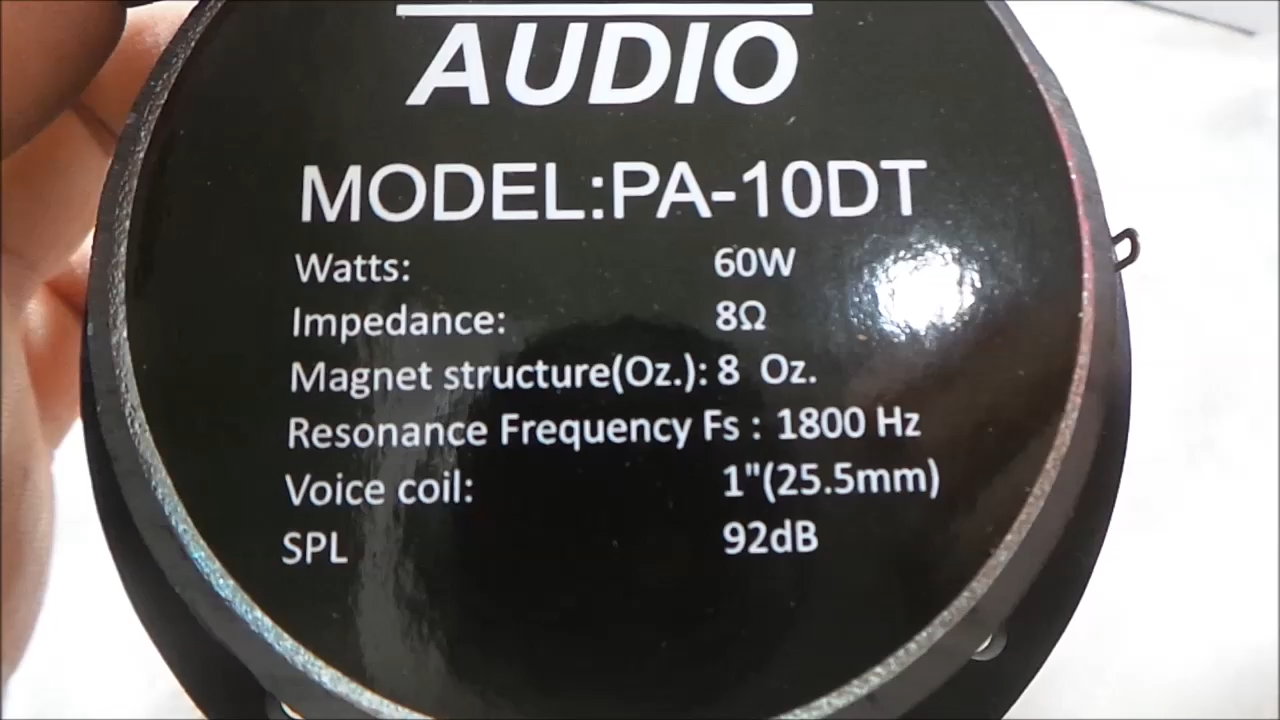 AUDIO
MODEL:PA-10DT
Watts: 60W
Impedance: 8Ω
Magnet structure(Oz.): 8 Oz.
Resonance Frequency Fs : 1800 Hz
Voice coil: 1"(25.5mm)
SPL 92dB